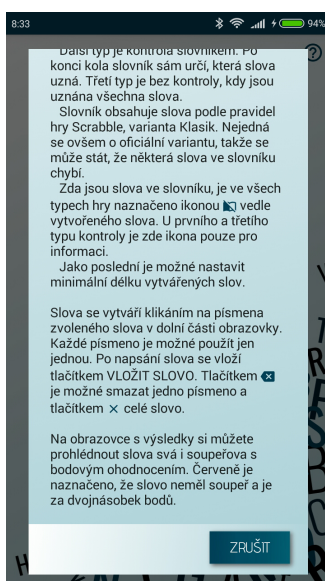 8:33
94%
Další typ je kontrola slovníkem. Po
konci kola slovník sám určí, která slova
uzná. Třetí typ je bez kontroly, kdy jsou
uznána všechna slova.
Slovník obsahuje slova podle pravidel
hry Scrabble, varianta Klasik. Nejedná
se ovšem o oficiální variantu, takže se
může stát, že některá slova ve slovníku
chybí.
Zda jsou slova ve slovníku, je ve všech
typech hry naznačeno ikonou vedle
vytvořeného slova. U prvního a třetího
typu kontroly je zde ikona pouze pro
informaci.
Jako poslední je možné nastavit
minimální délku vytvářených slov.
Slova se vytváří klikáním na písmena
zvoleného slova v dolní části obrazovky.
Každé písmeno je možné použít jen
jednou. Po napsání slova se vloží
tlačítkem VLOŽIT SLOVO. Tlačítkem
je možné smazat jedno písmeno a
tlačítkem × celé slovo.
Na obrazovce s výsledky si můžete
prohlédnout slova svá i soupeřova s
bodovým ohodnocením. Červeně je
naznačeno, že slovo neměl soupeř a je
za dvojnásobek bodů.
ZRUŠIT